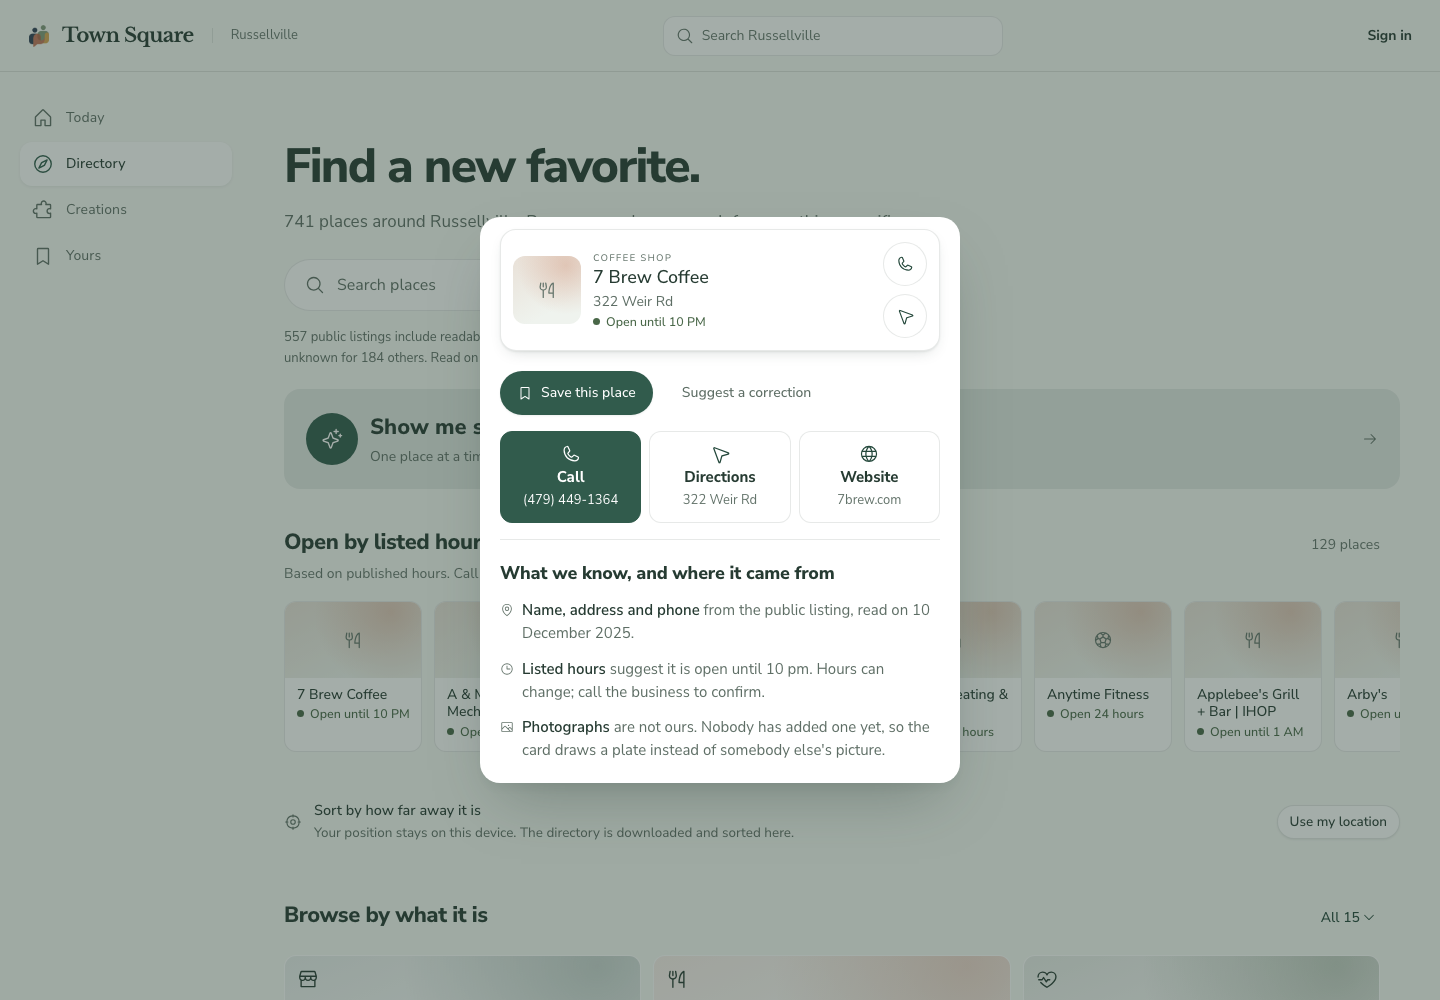 Town Square
Russellville
Search Russellville
Sign in
Today
Directory
Creations
Yours
Find a new favorite.
741 places around
Search places
557 public listings include
unknown for 184 others. Read on
Show me
One place at a
Open by listed
129 places
Based on published hours. Call
7 Brew Coffee
Open until 10 PM
A &
eating &
hours
Anytime Fitness
Open 24 hours
Applebee's Grill
+ Bar | IHOP
Open until 1 AM
Arby's
Open
COFFEE SHOP
7 Brew Coffee
322 Weir Rd
Open until 10 PM
Save this place
Suggest a correction
Call
(479) 449-1364
Directions
322 Weir Rd
Website
7brew.com
What we know, and where it came from
Name, address and phone from the public listing, read on 10
December 2025.
Listed hours suggest it is open until 10 pm. Hours can
change; call the business to confirm.
Photographs are not ours. Nobody has added one yet, so the
card draws a plate instead of somebody else's picture.
Sort by how far away it is
Your position stays on this device. The directory is downloaded and sorted here.
Use my location
Browse by what it is
All 15